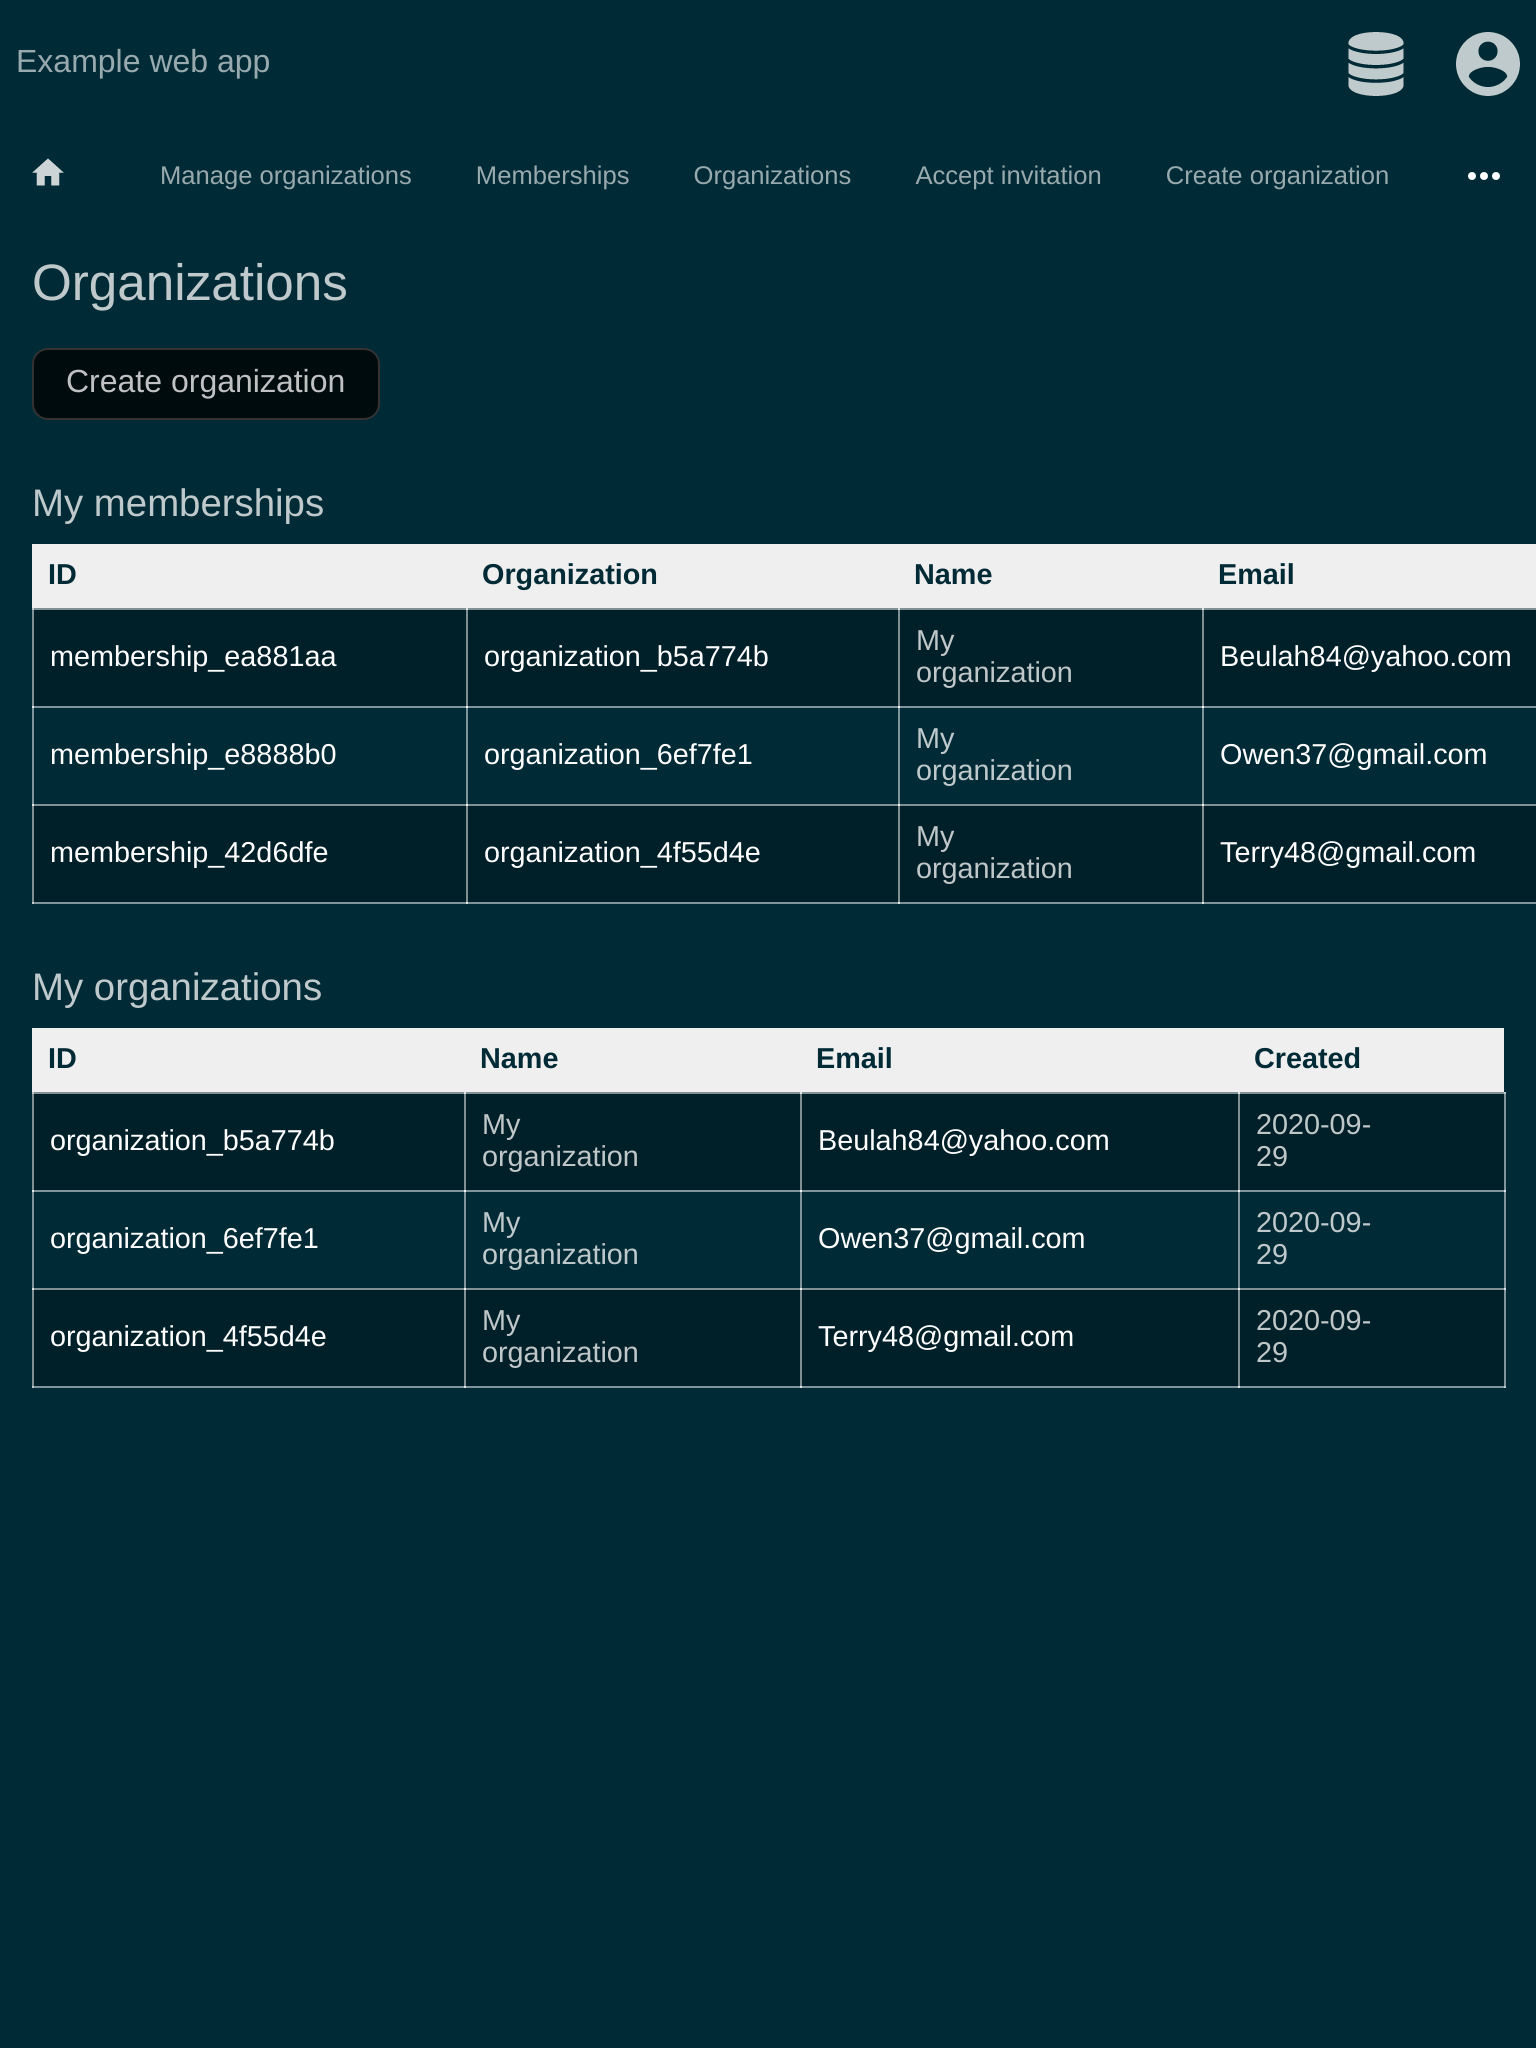 Example web app
Manage organizations Memberships Organizations Accept invitation Create organization
Organizations
Create organization
My memberships
ID Organization Name Email
membership_ea881aa organization_b5a774b My organization Beulah84@yahoo.com
membership_e8888b0 organization_6ef7fe1 My organization Owen37@gmail.com
membership_42d6dfe organization_4f55d4e My organization Terry48@gmail.com
My organizations
ID Name Email Created
organization_b5a774b My organization Beulah84@yahoo.com 2020-09-29
organization_6ef7fe1 My organization Owen37@gmail.com 2020-09-29
organization_4f55d4e My organization Terry48@gmail.com 2020-09-29